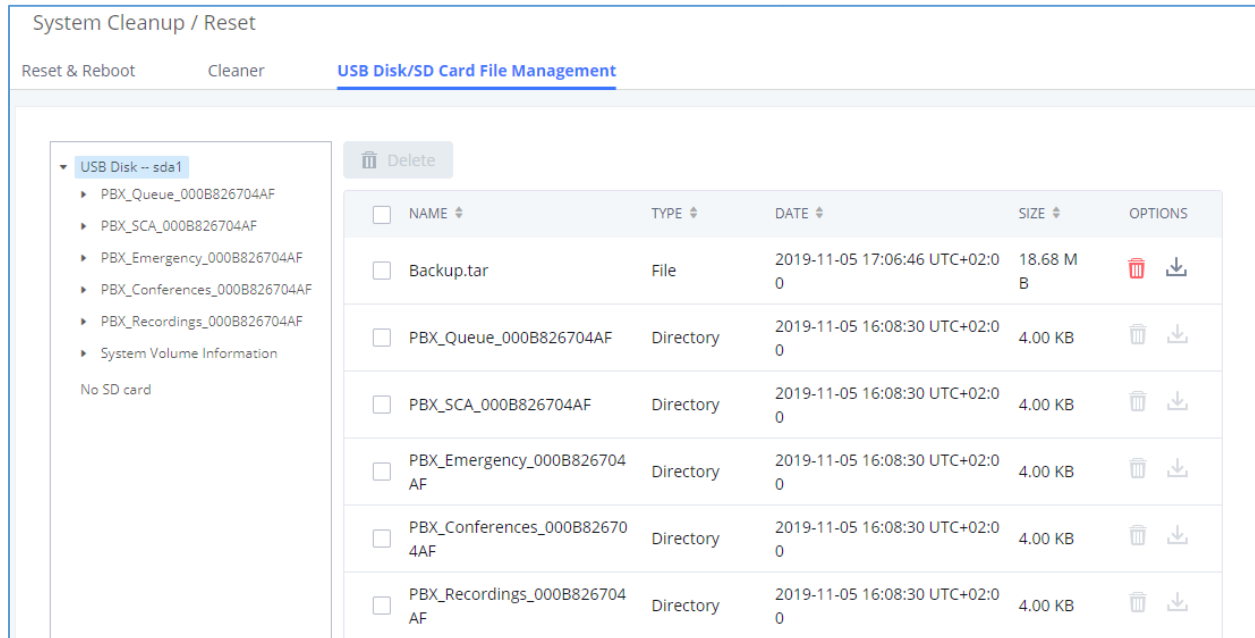 System Cleanup / Reset
Reset & Reboot
Cleaner
USB Disk/SD Card File Management
USB Disk -- sda1
PBX_Queue_000B826704AF
PBX_SCA_000B826704AF
PBX_Emergency_000B826704AF
PBX_Conferences_000B826704AF
PBX_Recordings_000B826704AF
System Volume Information
No SD card
Delete
NAME TYPE DATE SIZE OPTIONS
Backup.tar File 2019-11-05 17:06:46 UTC+02:0 18.68 M
0 B
PBX_Queue_000B826704AF Directory 2019-11-05 16:08:30 UTC+02:0 4.00 KB
0
PBX_SCA_000B826704AF Directory 2019-11-05 16:08:30 UTC+02:0 4.00 KB
0
PBX_Emergency_000B826704 Directory 2019-11-05 16:08:30 UTC+02:0 4.00 KB
AF 0
PBX_Conferences_000B82670 Directory 2019-11-05 16:08:30 UTC+02:0 4.00 KB
4AF 0
PBX_Recordings_000B826704 Directory 2019-11-05 16:08:30 UTC+02:0 4.00 KB
AF 0